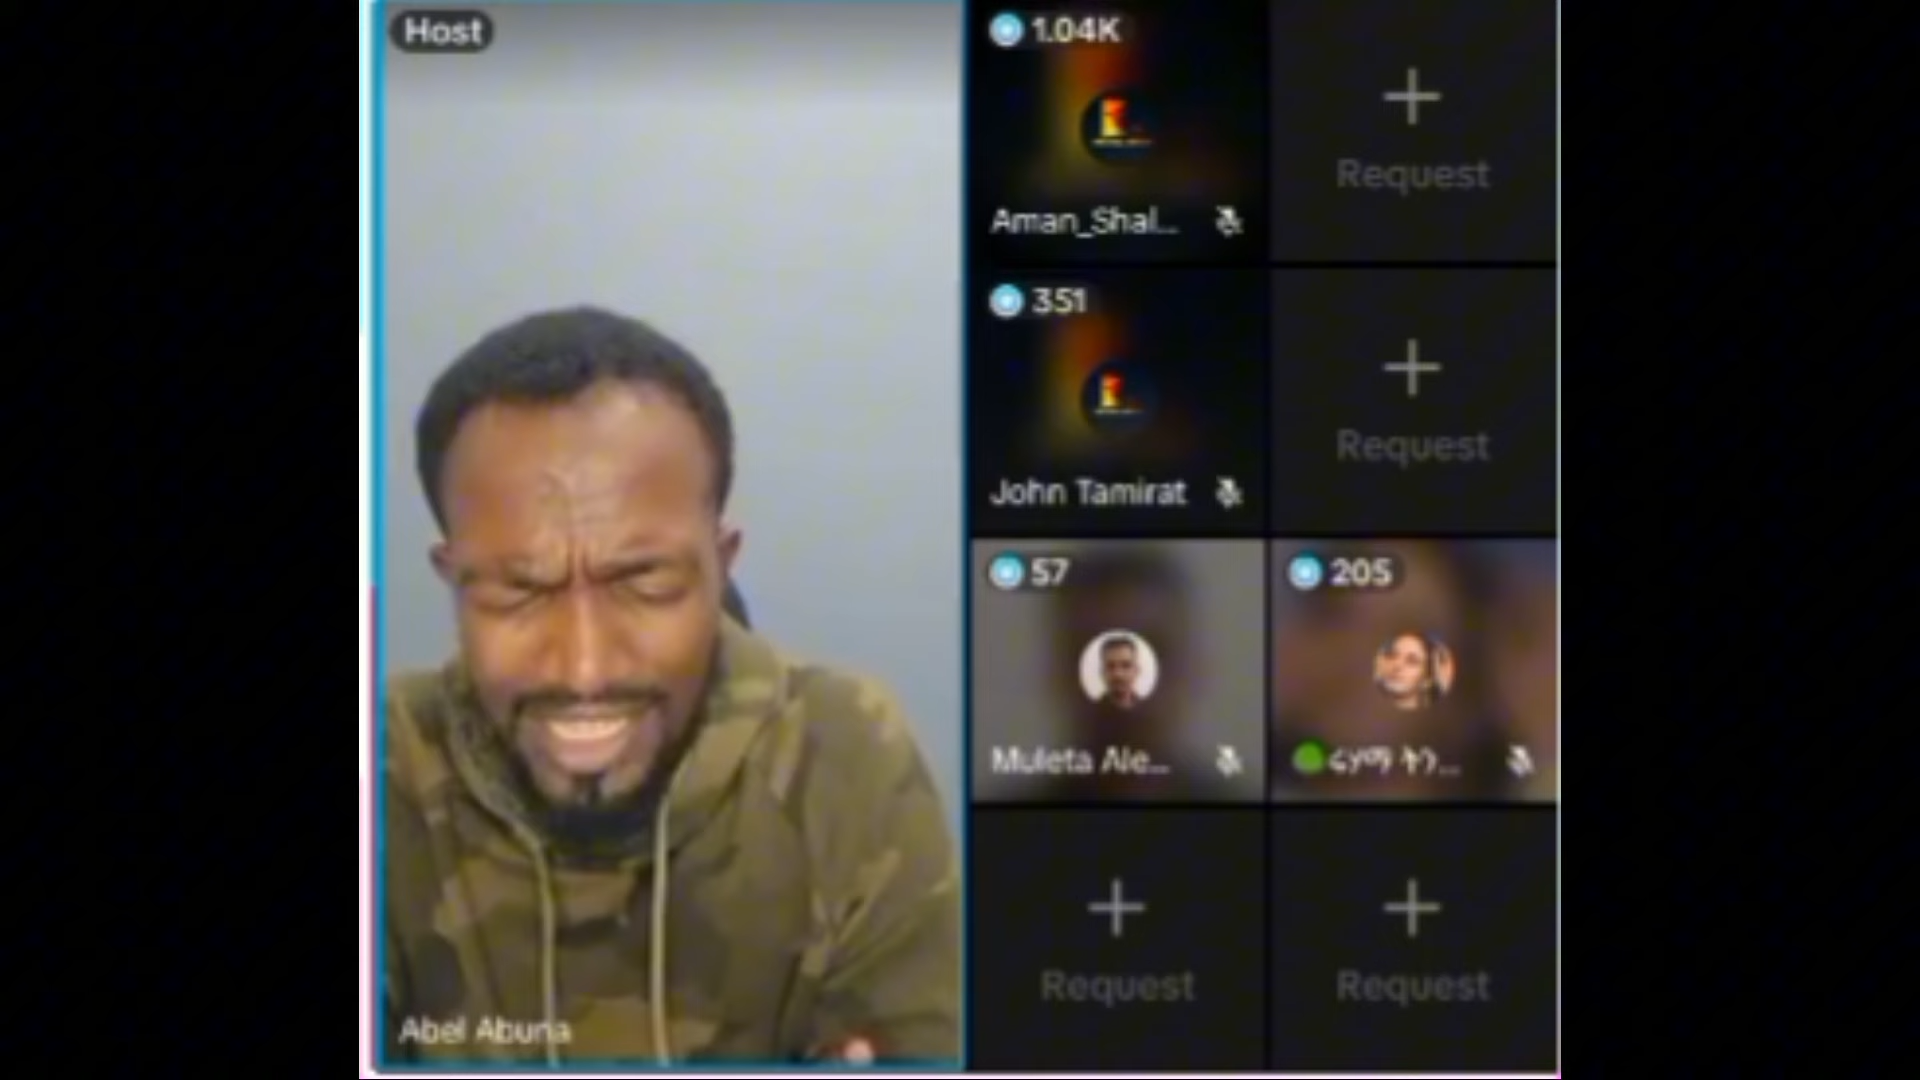 Host
Abel Abuna
1.04K
Aman_Shal...
Request
351
John Tamirat
Request
57
Muleta Ale...
205
Request
Request